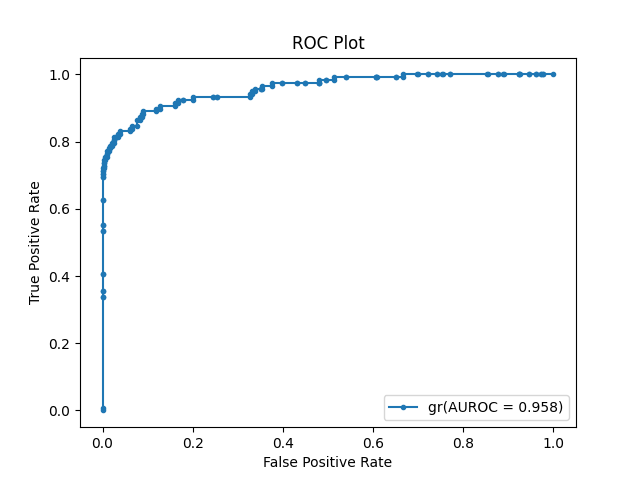 ROC Plot
1.0
0.8
0.6
0.4
0.2
0.0
True Positive Rate
gr(AUROC = 0.958)
0.0 0.2 0.4 0.6 0.8 1.0
False Positive Rate